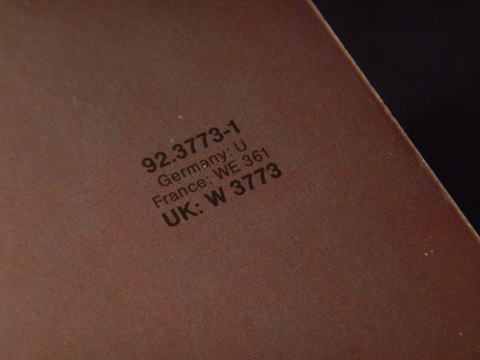 92.3773-1
Germany: U
France: WE 361
UK: W 3773